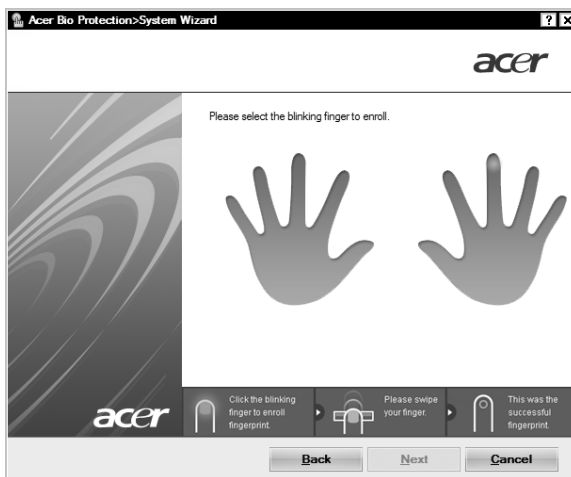 Acer Bio Protection>System Wizard
? X
acer
Please select the blinking finger to enroll.
acer
Click the blinking
finger to enroll
fingerprint.
Please swipe
your finger.
This was the
successful
fingerprint.
Back
Next
Cancel